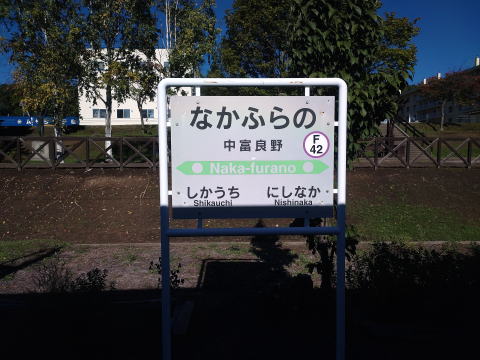 なかふらの
中富良野
F
42
Naka-furano
しかうち にしなか
Shikauchi Nishinaka